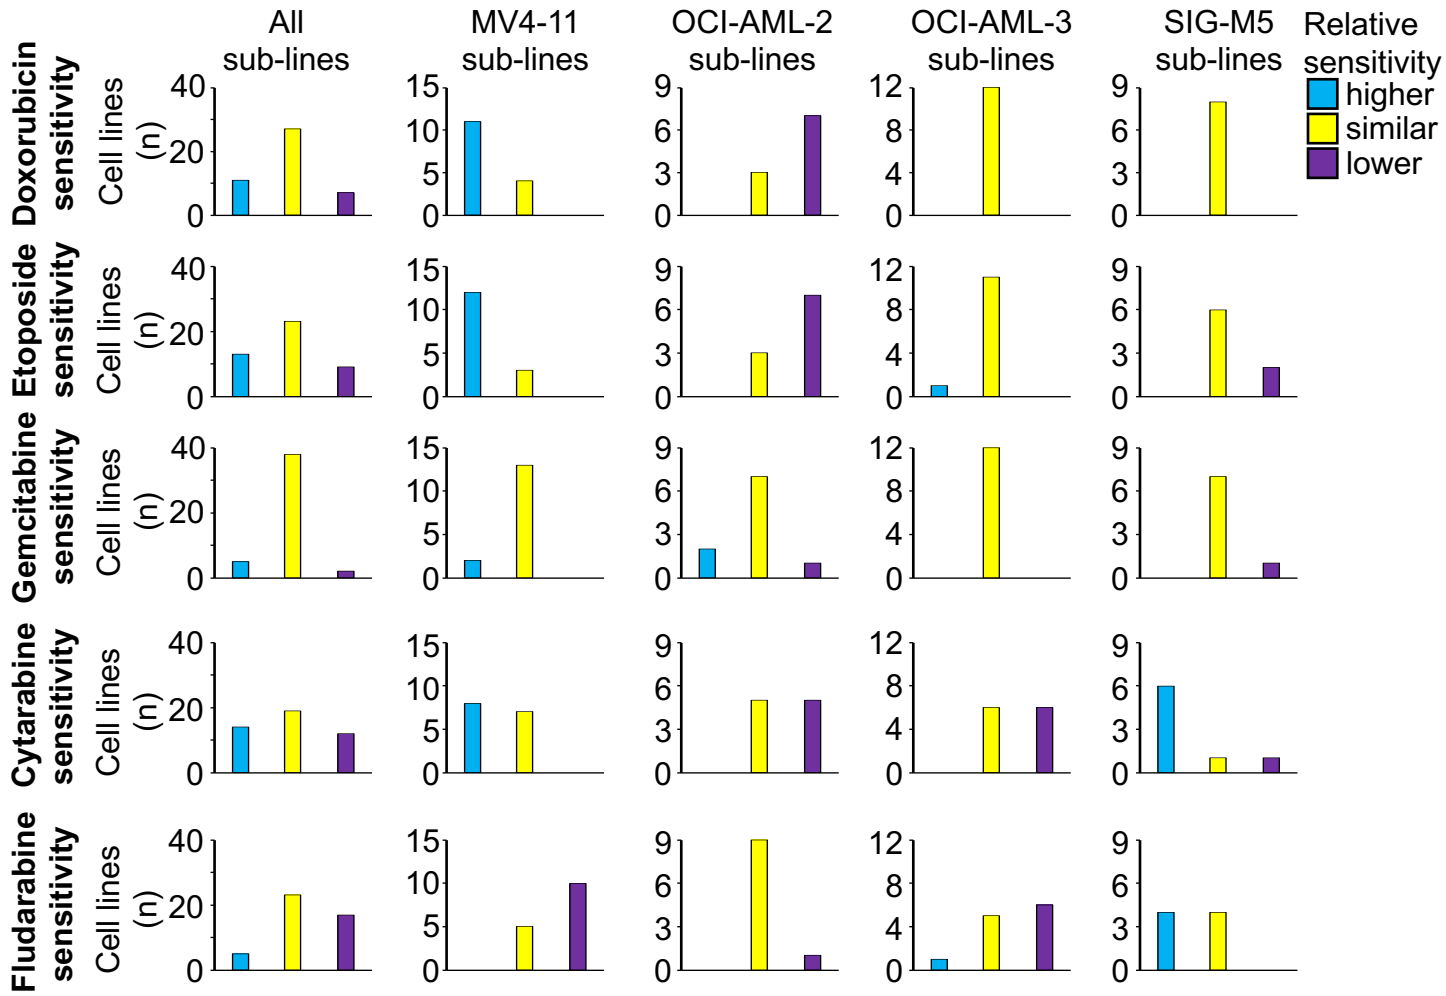 All
sub-lines
MV4-11
sub-lines
OCI-AML-2
sub-lines
OCI-AML-3
sub-lines
SIG-M5
sub-lines
Relative
sensitivity
higher
similar
lower
Doxorubicin
sensitivity
Cell lines
(n)
40
20
0
15
10
5
0
9
6
3
0
12
8
4
0
9
6
3
0
Etoposide
sensitivity
Cell lines
(n)
40
20
0
15
10
5
0
9
6
3
0
12
8
4
0
9
6
3
0
Gemcitabine
sensitivity
Cell lines
(n)
40
20
0
15
10
5
0
9
6
3
0
12
8
4
0
9
6
3
0
Cytarabine
sensitivity
Cell lines
(n)
40
20
0
15
10
5
0
9
6
3
0
12
8
4
0
9
6
3
0
Fludarabine
sensitivity
Cell lines
(n)
40
20
0
15
10
5
0
9
6
3
0
12
8
4
0
9
6
3
0